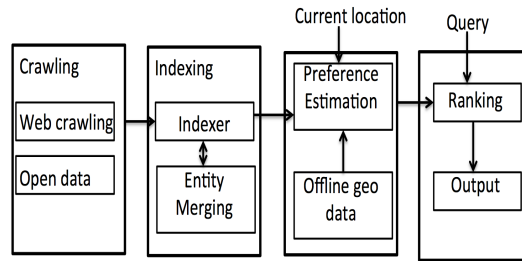 Current location
Query
Crawling
Web crawling
Open data
Indexing
Indexer
Entity
Merging
Preference
Estimation
Offline geo
data
Ranking
Output